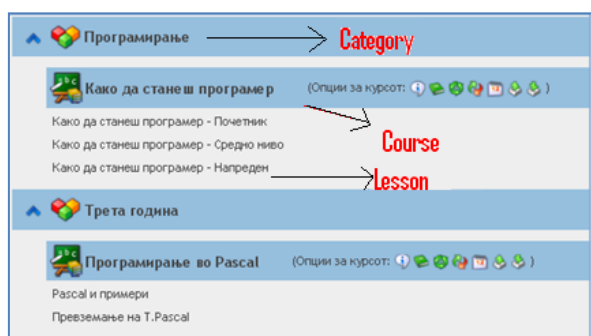 Програмирање Category
Како да станеш програмер (Опции за курсот: )
Како да станеш програмер - Почетник
Course
Како да станеш програмер - Средно ниво
Како да станеш програмер - Напреден
Lesson
Трета година
Програмирање во Pascal (Опции за курсот: )
Pascal и примери
Превземање на T.Pascal